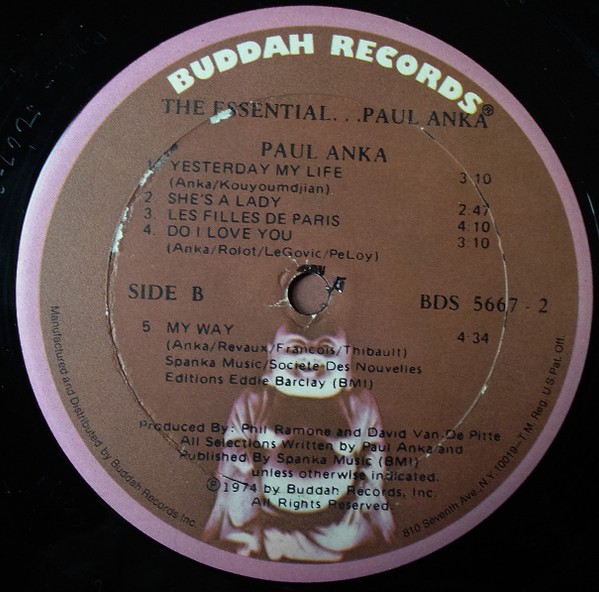 BUDDAH RECORDS®
THE ESSENTIAL...PAUL ANKA
PAUL ANKA
1. YESTERDAY MY LIFE 3:10
(Anka/Kouyoumdjian)
2 SHE'S A LADY 2:47
3. LES FILLES DE PARIS 4:10
4. DO I LOVE YOU 3:10
(Anka/Rolot/LeGovic/PeLoy)
SIDE B BDS 5667-2
5 MY WAY 4:34
(Anka/Revaux/Francois/Thibault)
Spanka Music/Societe Des Nouvelles
Editions Eddie Barclay (BMI)
Produced By: Phil Ramone and David Van De Pitte
All Selections Written by Paul Anka and
Published By Spanka Music (BMI)
unless otherwise indicated.
©1974 by Buddah Records, Inc.
All Rights Reserved.
Manufactured and Distributed by Buddah Records, Inc.
810 Seventh Ave., N.Y. 10019–T.M. Reg. U.S. Pat. Off.